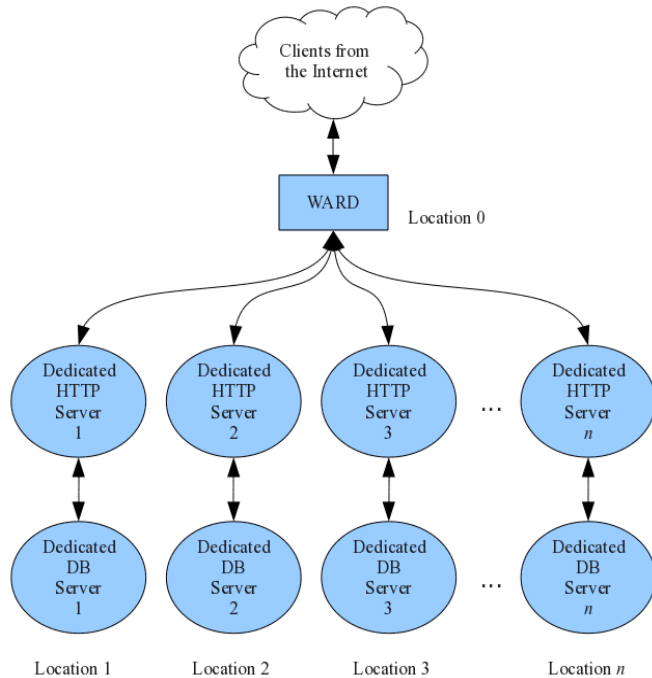 Clients from
the Internet
WARD
Location 0
Dedicated
HTTP
Server
1
Dedicated
HTTP
Server
2
Dedicated
HTTP
Server
3
...
Dedicated
HTTP
Server
n
Dedicated
DB
Server
1
Dedicated
DB
Server
2
Dedicated
DB
Server
3
...
Dedicated
DB
Server
n
Location 1
Location 2
Location 3
Location n